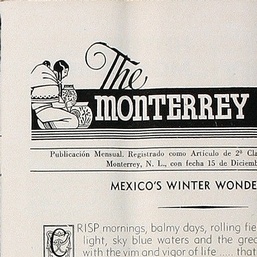 The
MONTERREY
Publicación Mensual. Registrado como Artículo de 2ª Cla
Monterrey, N. L., con fecha 15 de Diciemb
MEXICO'S WINTER WONDE
CRISP mornings, balmy days, rolling fie
light, sky blue waters and the grea
with the vim and vigor of life ..... that